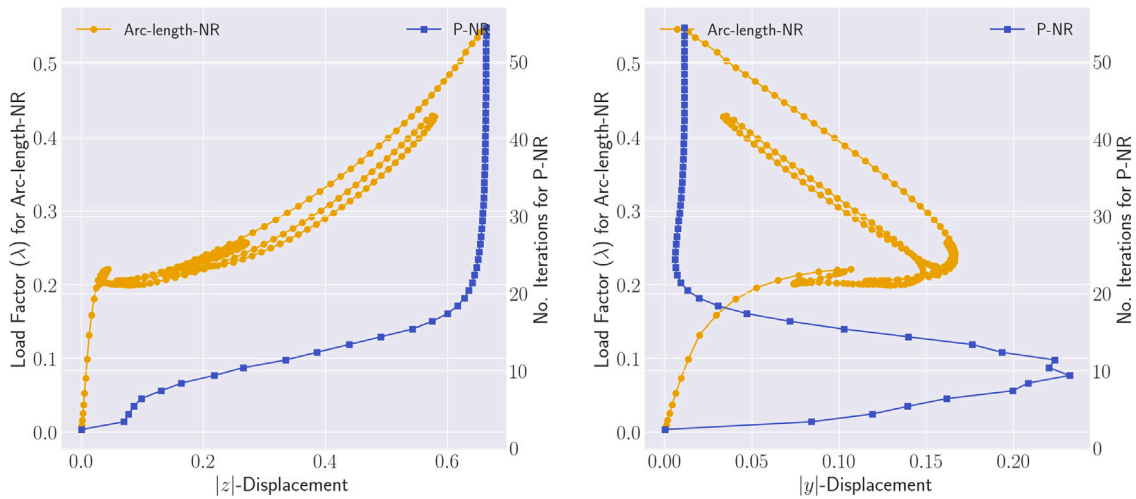 Arc-length-NR
P-NR
Load Factor (λ) for Arc-length-NR
0.5
0.4
0.3
0.2
0.1
0.0
50
40
30
20
10
0
No. Iterations for P-NR
0.0 0.2 0.4 0.6
|z|-Displacement
Arc-length-NR
P-NR
Load Factor (λ) for Arc-length-NR
0.5
0.4
0.3
0.2
0.1
0.0
50
40
30
20
10
0
No. Iterations for P-NR
0.00 0.05 0.10 0.15 0.20
|y|-Displacement